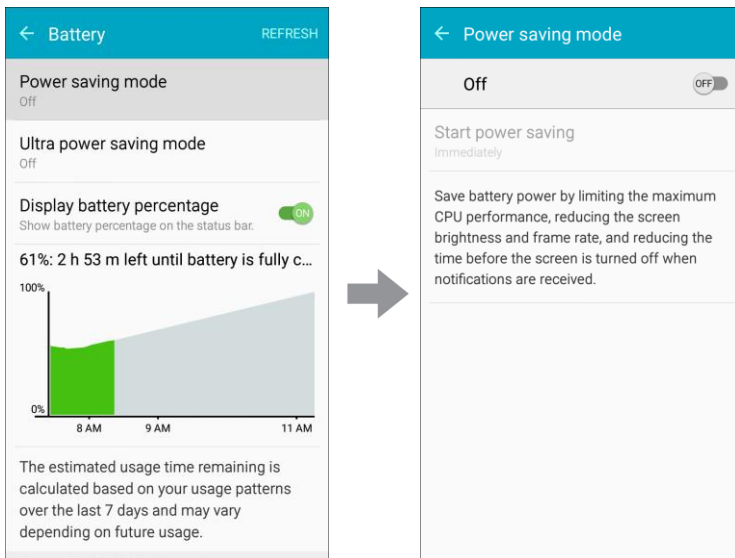 Battery
REFRESH
Power saving mode
Off
Ultra power saving mode
Off
Display battery percentage
Show battery percentage on the status bar.
ON
61%: 2 h 53 m left until battery is fully c...
100%
0%
8 AM
9 AM
11 AM
The estimated usage time remaining is
calculated based on your usage patterns
over the last 7 days and may vary
depending on future usage.
Power saving mode
Off
OFF
Start power saving
Immediately
Save battery power by limiting the maximum
CPU performance, reducing the screen
brightness and frame rate, and reducing the
time before the screen is turned off when
notifications are received.